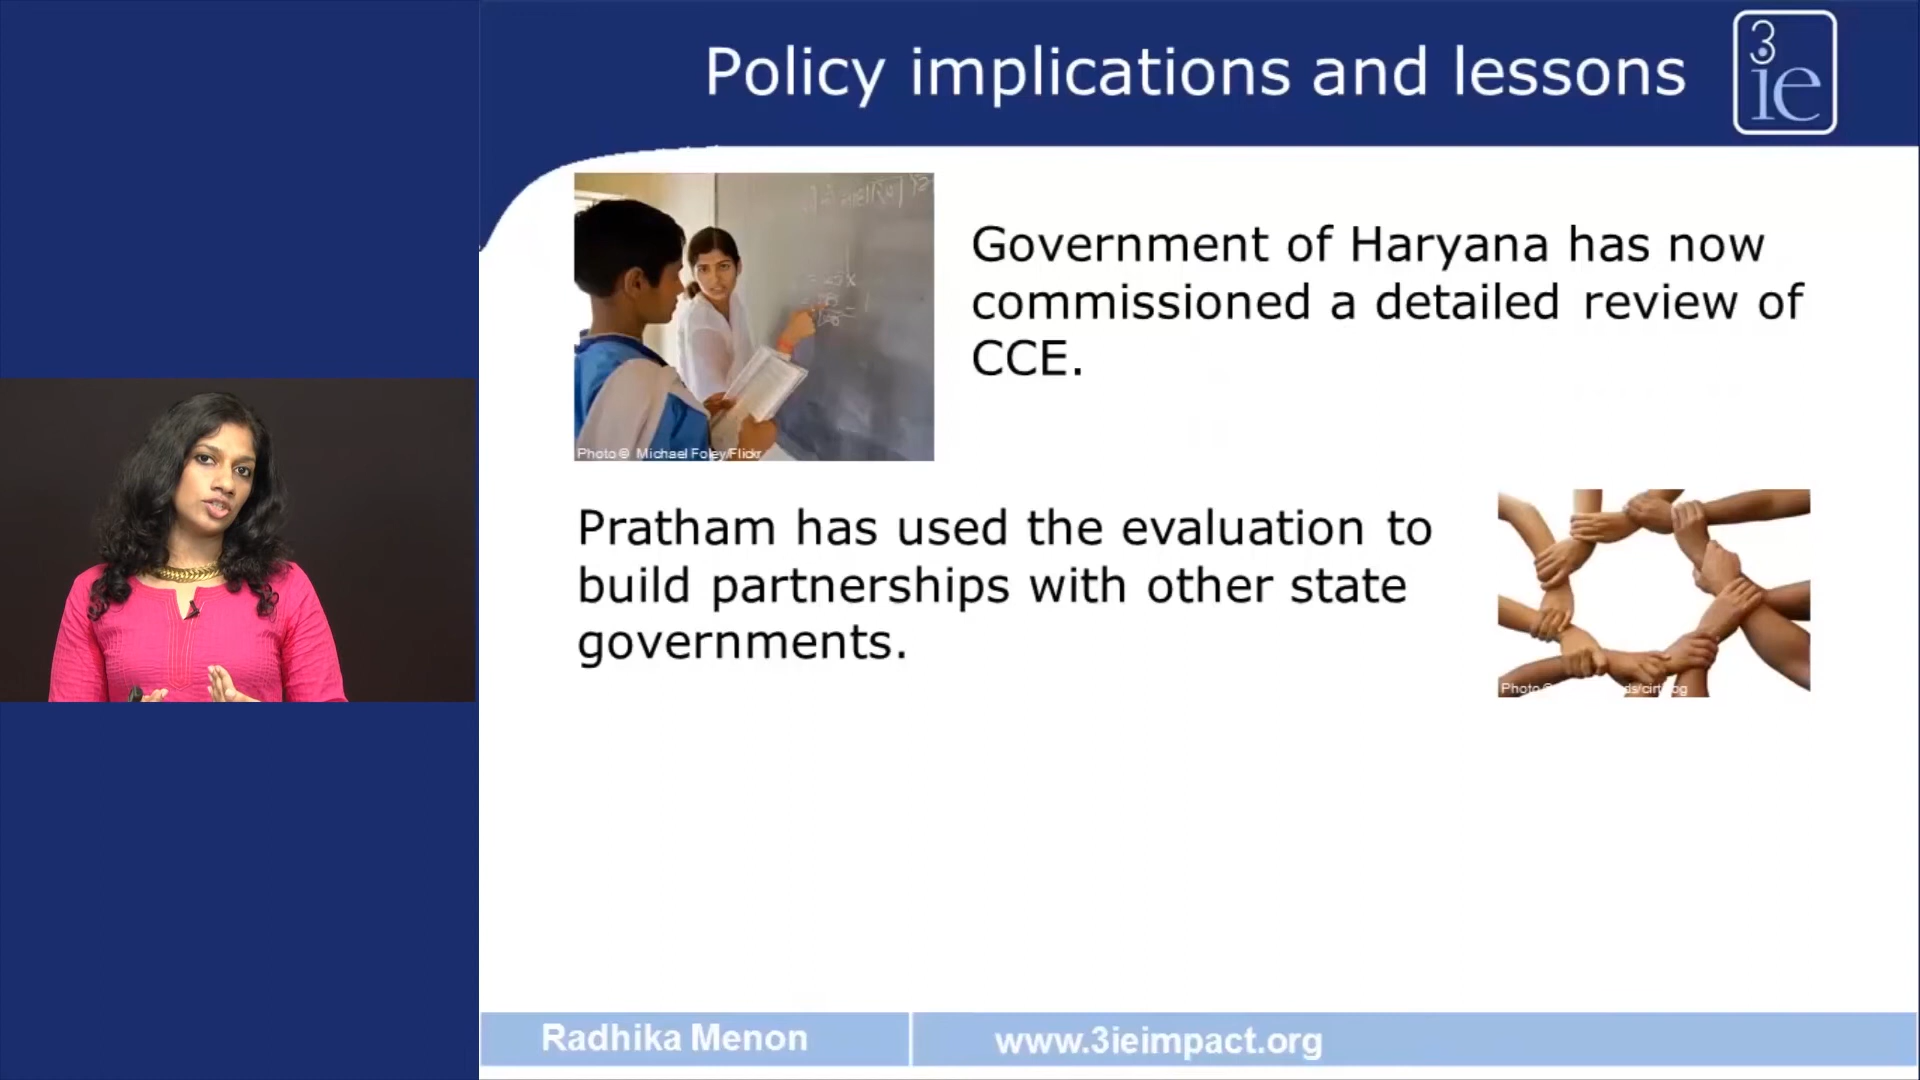 Policy implications and lessons
3
ie
Government of Haryana has now
commissioned a detailed review of
CCE.
Photo © Michael Foley/Flickr
Pratham has used the evaluation to
build partnerships with other state
governments.
Photo ©
Radhika Menon
www.3ieimpact.org